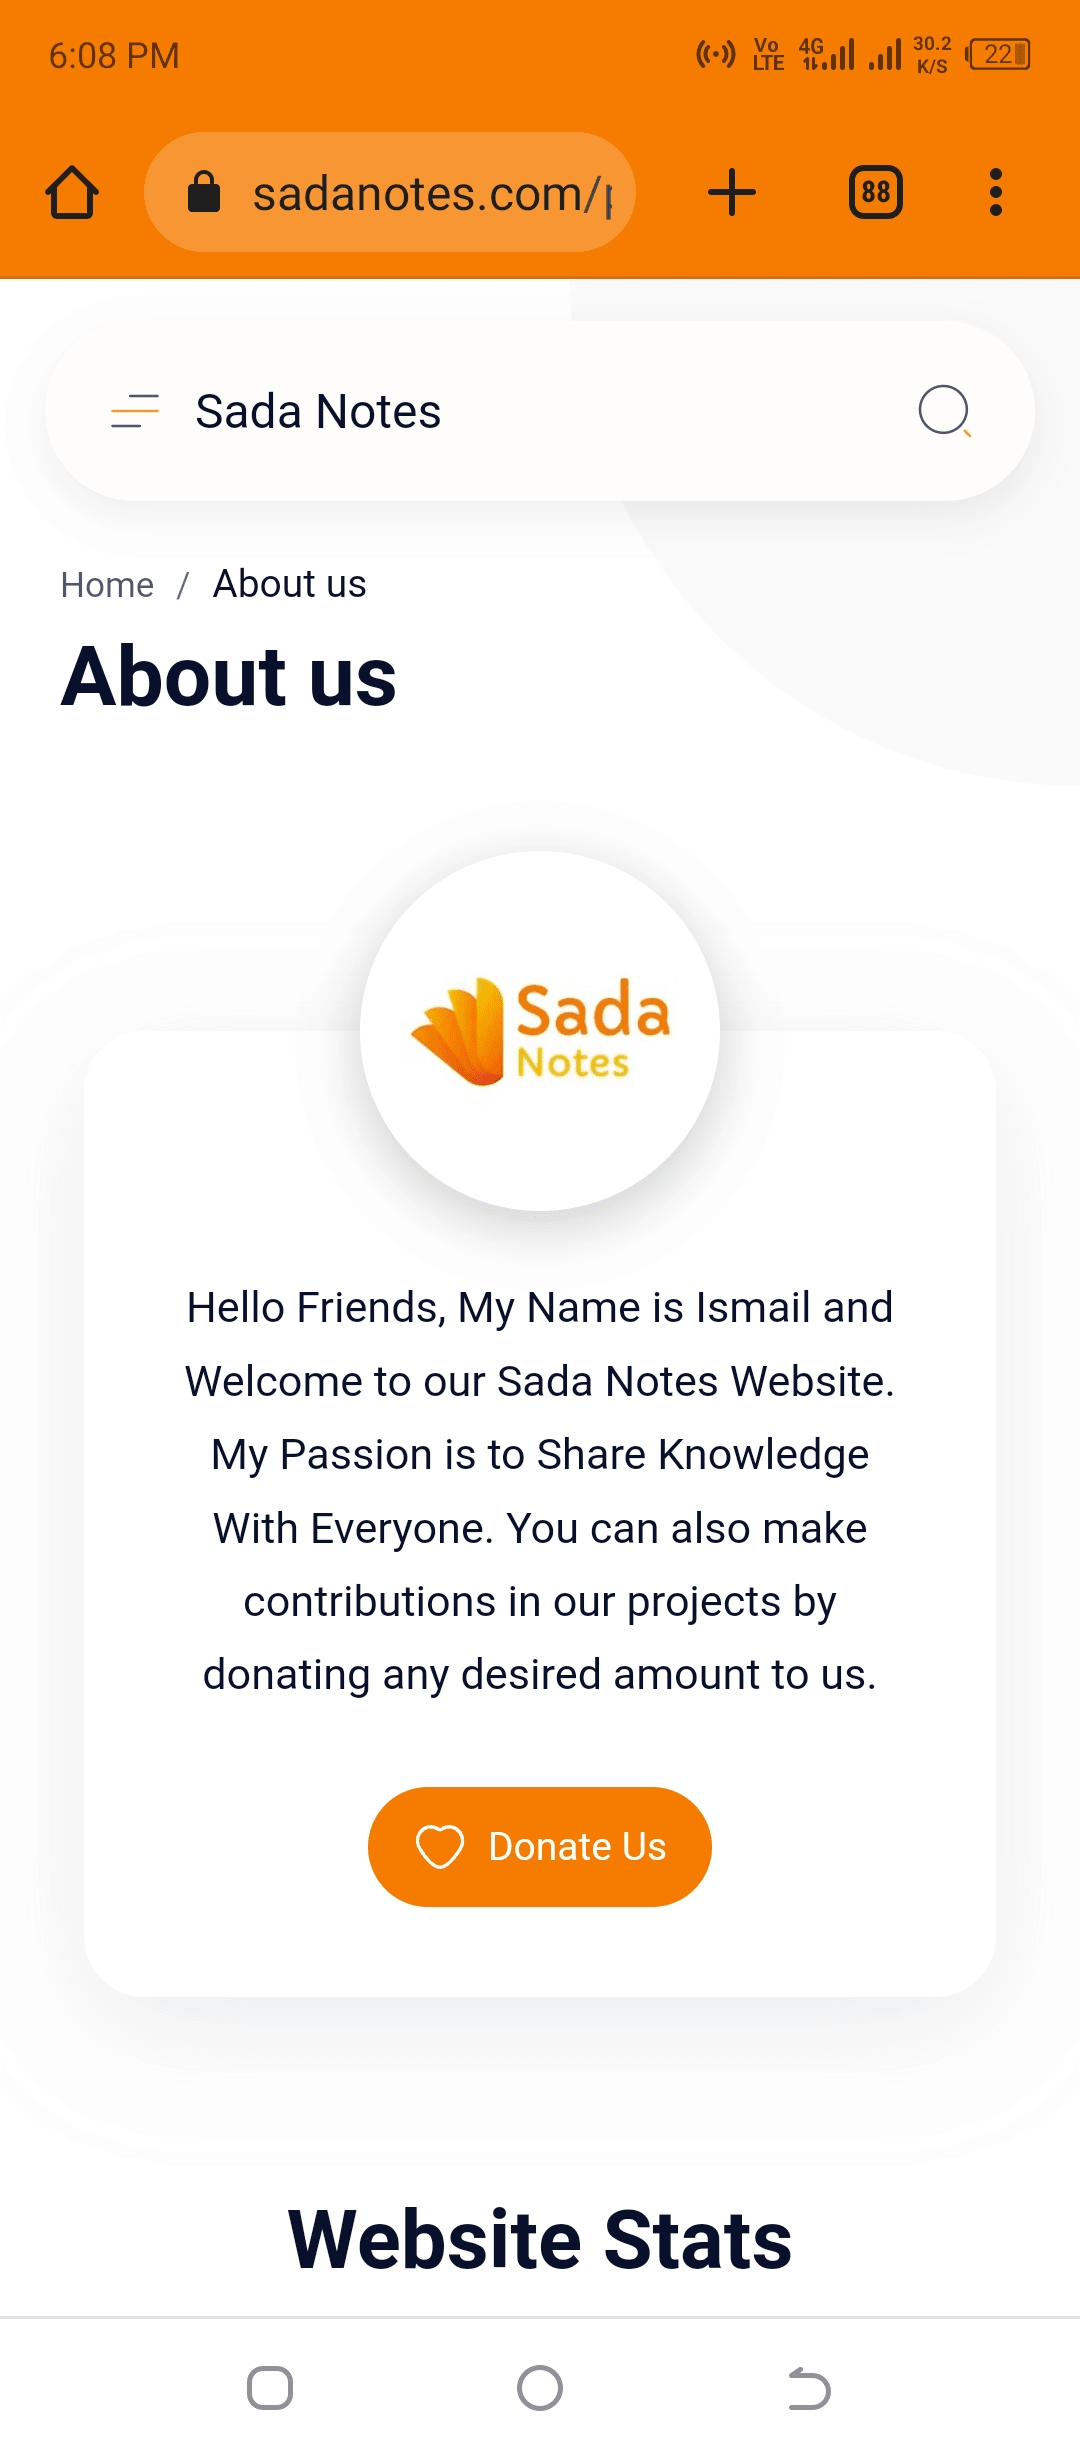 6:08 PM
Vo LTE 4G 30.2 K/S 22
sadanotes.com/
88
Sada Notes
Home / About us
About us
Sada
Notes
Hello Friends, My Name is Ismail and
Welcome to our Sada Notes Website.
My Passion is to Share Knowledge
With Everyone. You can also make
contributions in our projects by
donating any desired amount to us.
Donate Us
Website Stats